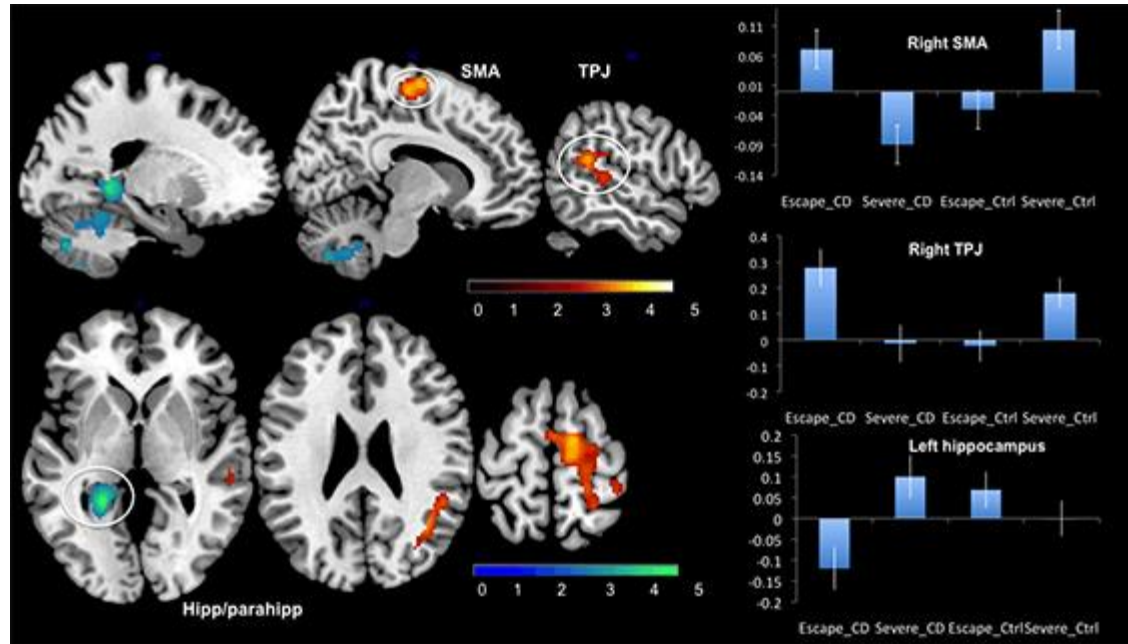 SMA
TPJ
0 1 2 3 4 5
0 1 2 3 4 5
Hipp/parahipp
Right SMA
0.11
0.06
0.01
-0.04
-0.09
-0.14
Escape_CD Severe_CD Escape_Ctrl Severe_Ctrl
Right TPJ
0.4
0.3
0.2
0.1
0
-0.1
-0.2
Escape_CD Severe_CD Escape_Ctrl Severe_Ctrl
Left hippocampus
0.2
0.15
0.1
0.05
0
-0.05
-0.1
-0.15
-0.2
Escape_CD Severe_CD Escape_Ctrl Severe_Ctrl